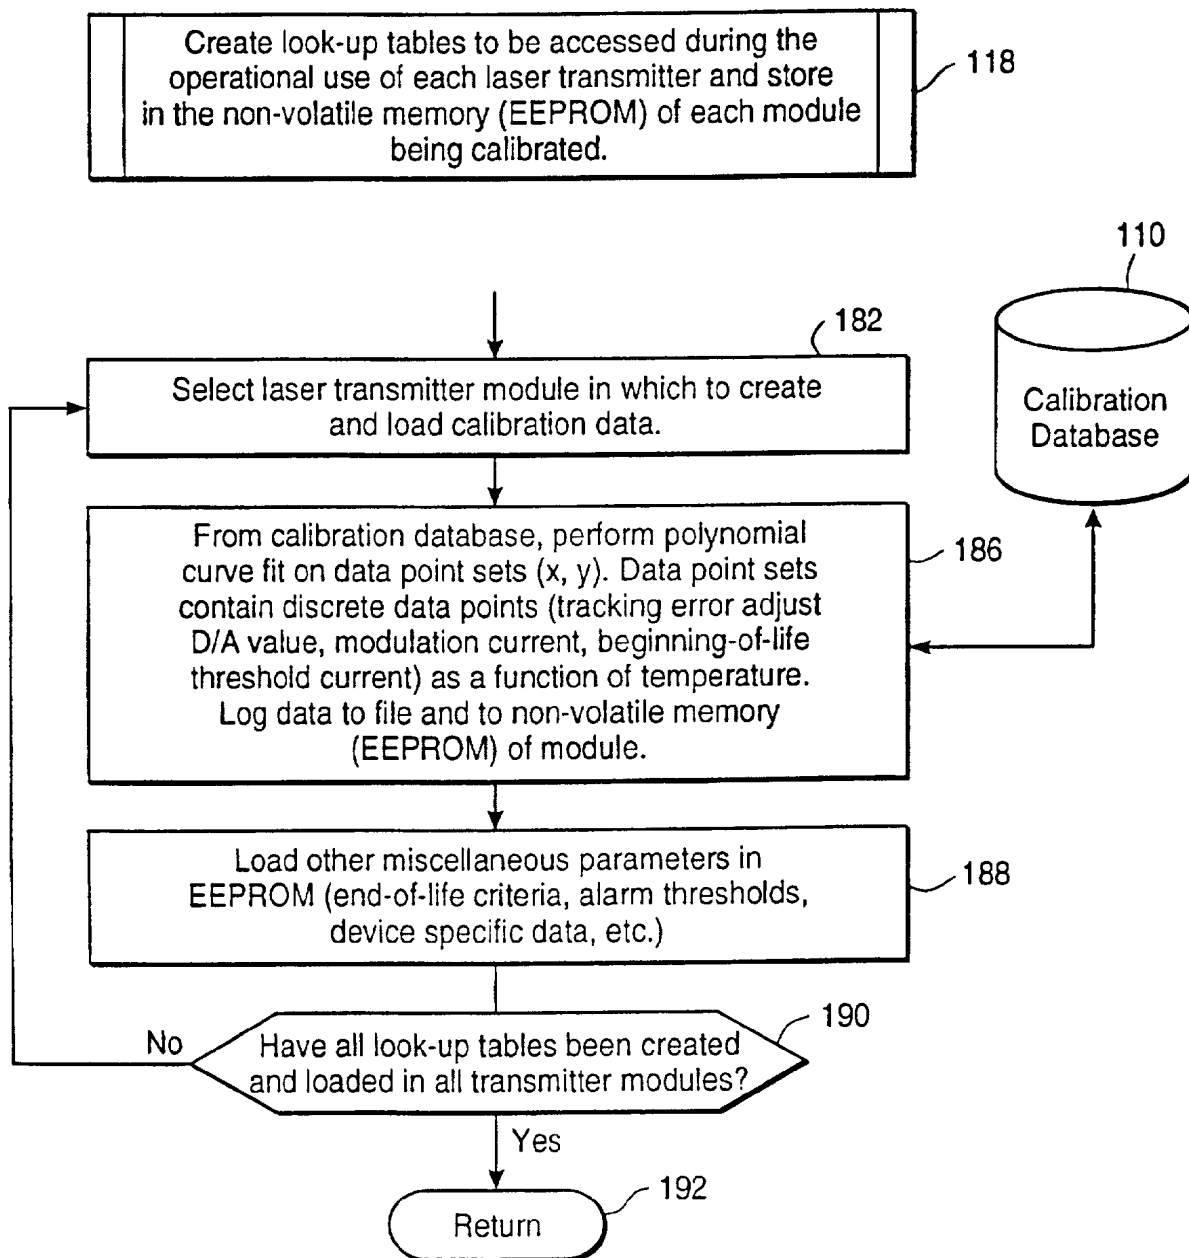 Create look-up tables to be accessed during the
operational use of each laser transmitter and store
in the non-volatile memory (EEPROM) of each module
being calibrated.
118
110
Calibration
Database
182
Select laser transmitter module in which to create
and load calibration data.
From calibration database, perform polynomial
curve fit on data point sets (x, y). Data point sets
contain discrete data points (tracking error adjust
D/A value, modulation current, beginning-of-life
threshold current) as a function of temperature.
Log data to file and to non-volatile memory
(EEPROM) of module.
186
Load other miscellaneous parameters in
EEPROM (end-of-life criteria, alarm thresholds,
device specific data, etc.)
188
190
No
Have all look-up tables been created
and loaded in all transmitter modules?
Yes
192
Return